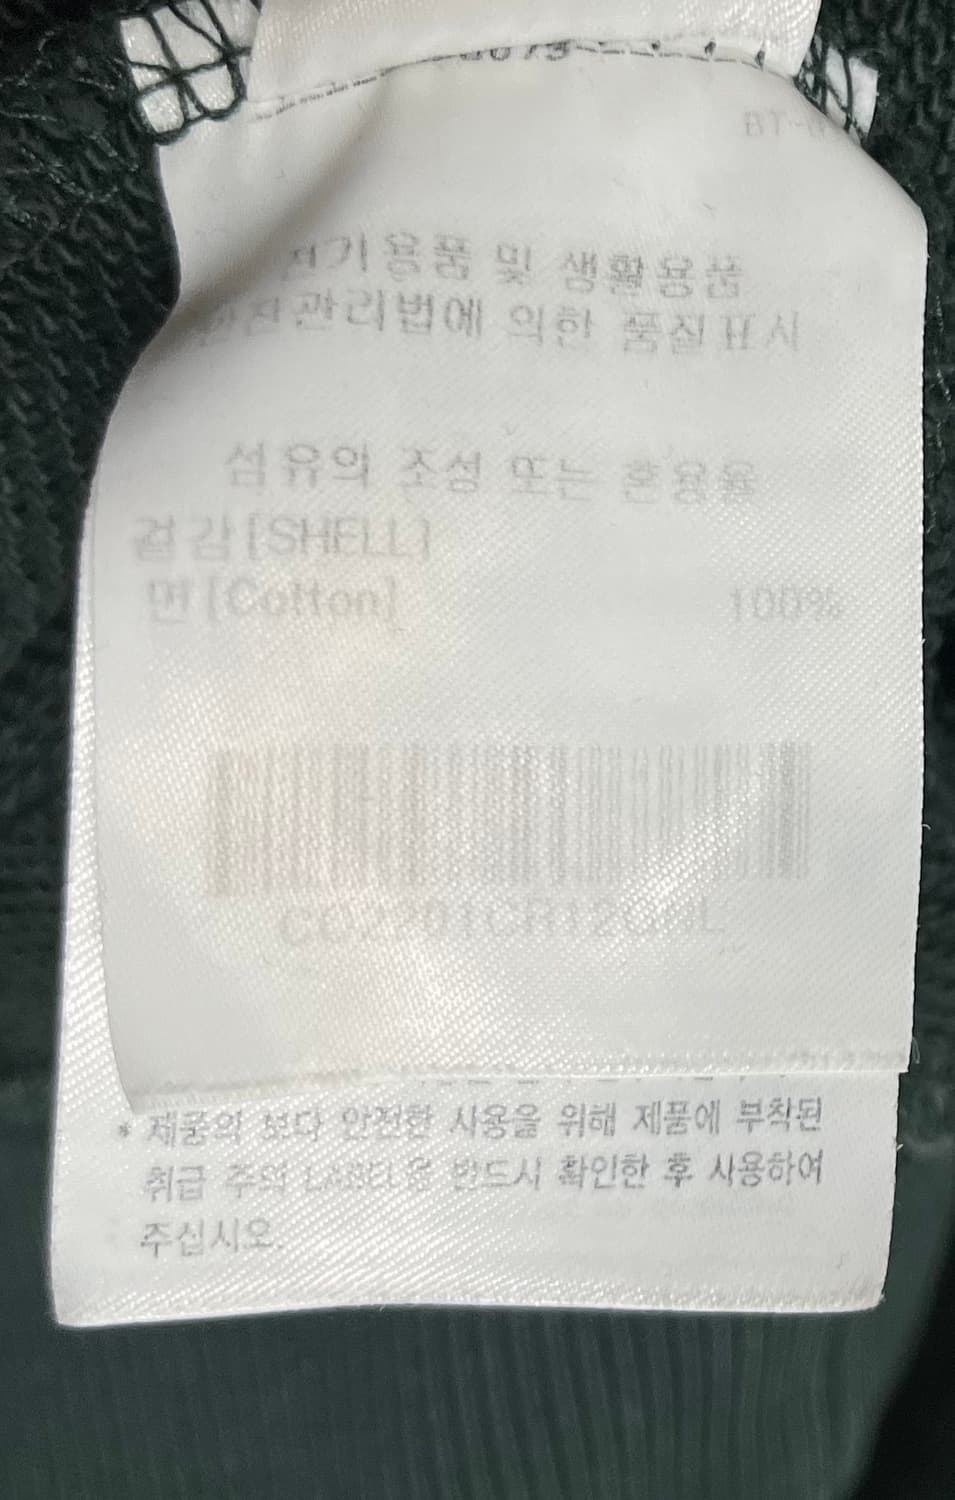 용품 및 생활용품
관리법에 의한 품질표시
섬유의 조성 또는 혼용율
겉감[SHELL]
면[Cotton] 100%
* 제품의 보다 안전한 사용을 위해 제품에 부착된
취급 주의 LABEL을 반드시 확인한 후 사용하여
주십시오.